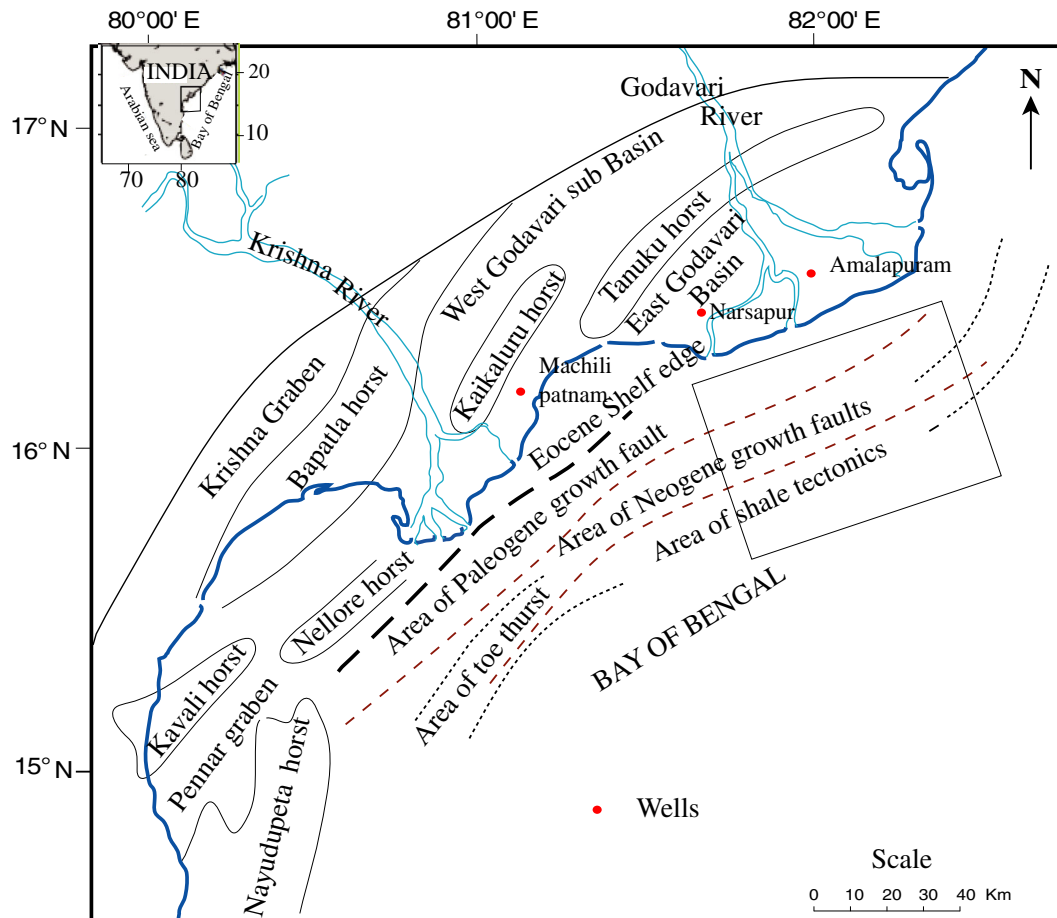 80°00' E
81°00' E
82°00' E
INDIA
20
10
70
80
Arabian sea
Bay of Bengal
N
17° N
16° N
15° N
Godavari
River
Krishna
River
West Godavari sub Basin
Tanuku horst
East Godavari
Basin
Amalapuram
Narsapur
Kaikaluru horst
Machili
patnam
Krishna Graben
Bapatla horst
Eocene Shelf edge
Area of Paleogene growth fault
Area of Neogene growth faults
Area of shale tectonics
Nellore horst
Area of toe thurst
BAY OF BENGAL
Kavali horst
Pennar graben
Nayudupeta horst
Wells
Scale
0 10 20 30 40 Km